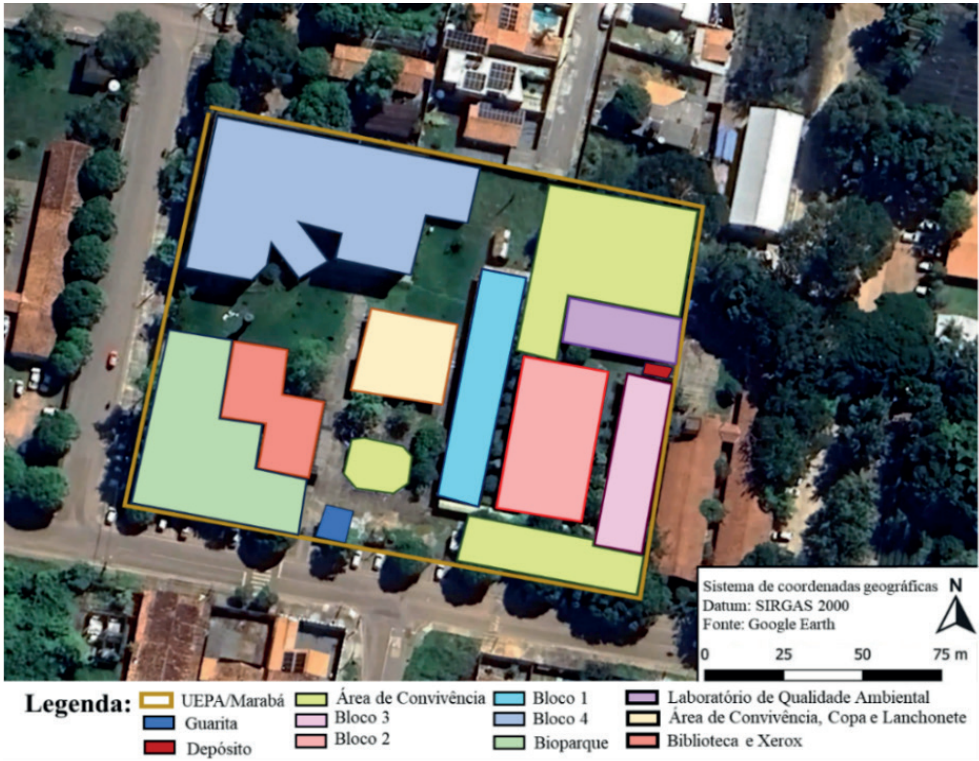 Sistema de coordenadas geográficas
N
Datum: SIRGAS 2000
Fonte: Google Earth
0 25 50 75 m
Legenda:
UEPA/Marabá
Guarita
Depósito
Área de Convivência
Bloco 3
Bloco 2
Bloco 1
Bloco 4
Bioparque
Laboratório de Qualidade Ambiental
Área de Convivência, Copa e Lanchonete
Biblioteca e Xerox